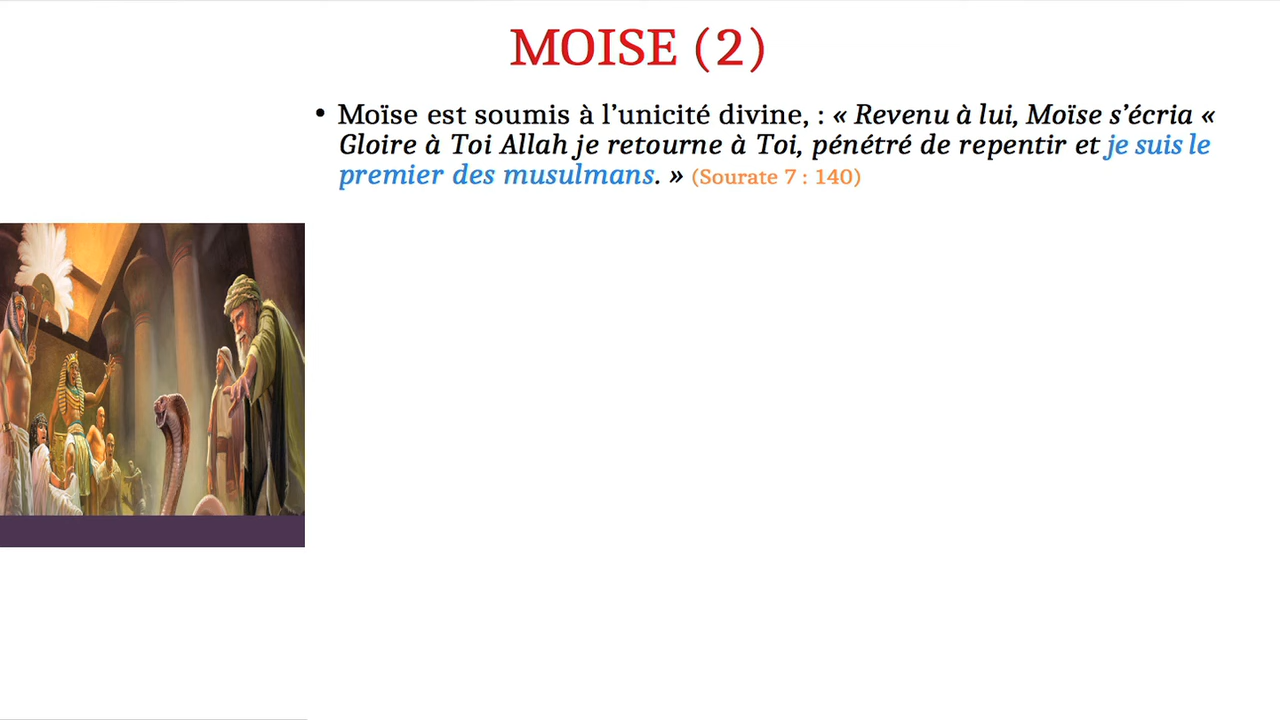 MOISE (2)
• Moïse est soumis à l’unicité divine, : « Revenu à lui, Moïse s’écria «
Gloire à Toi Allah je retourne à Toi, pénétré de repentir et je suis le
premier des musulmans. » (Sourate 7 : 140)